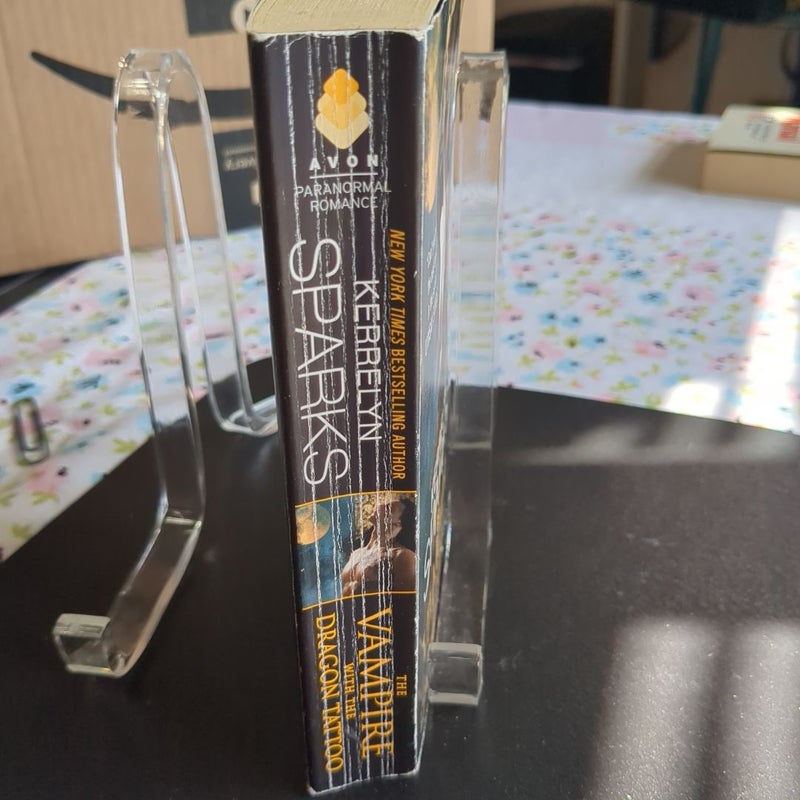 AVON
PARANORMAL
ROMANCE
NEW YORK TIMES BESTSELLING AUTHOR
KERRELYN
SPARKS
THE
VAMPIRE
WITH THE
DRAGON TATTOO